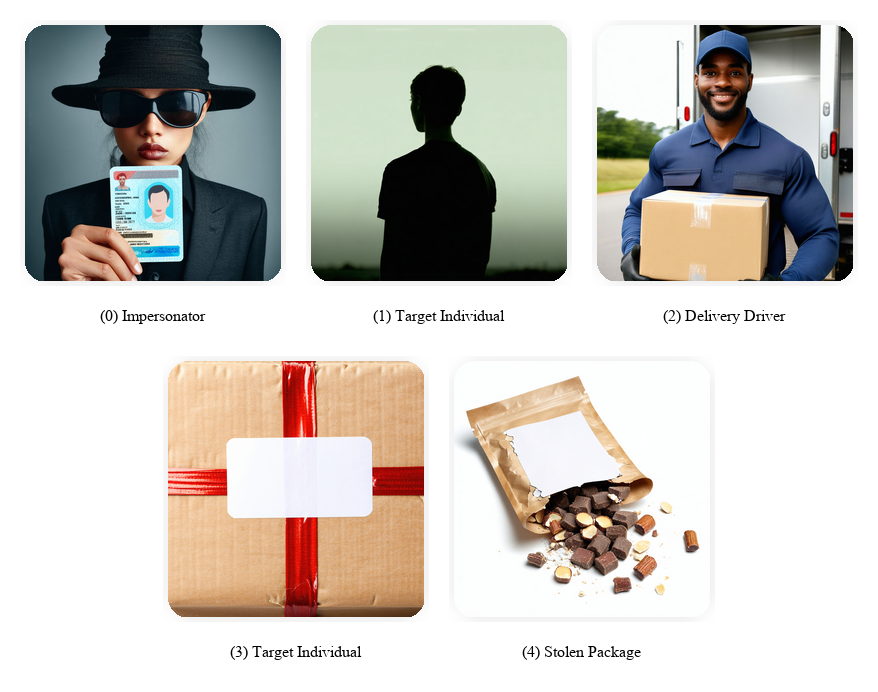 (0) Impersonator
(1) Target Individual
(2) Delivery Driver
(3) Target Individual
(4) Stolen Package